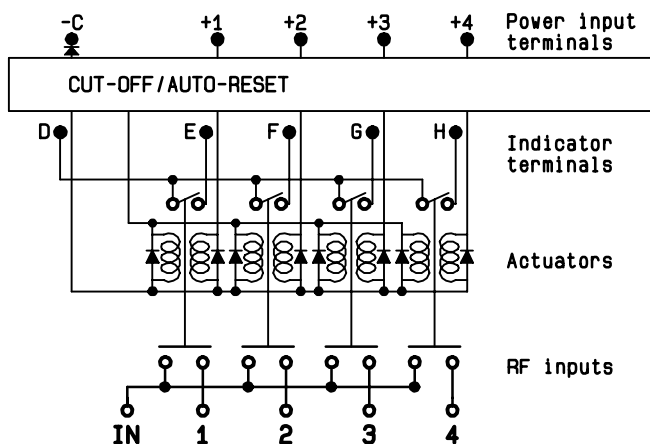 -C +1 +2 +3 +4 Power input
terminals
CUT-OFF/AUTO-RESET
D E F G H Indicator
terminals
Actuators
RF inputs
IN 1 2 3 4